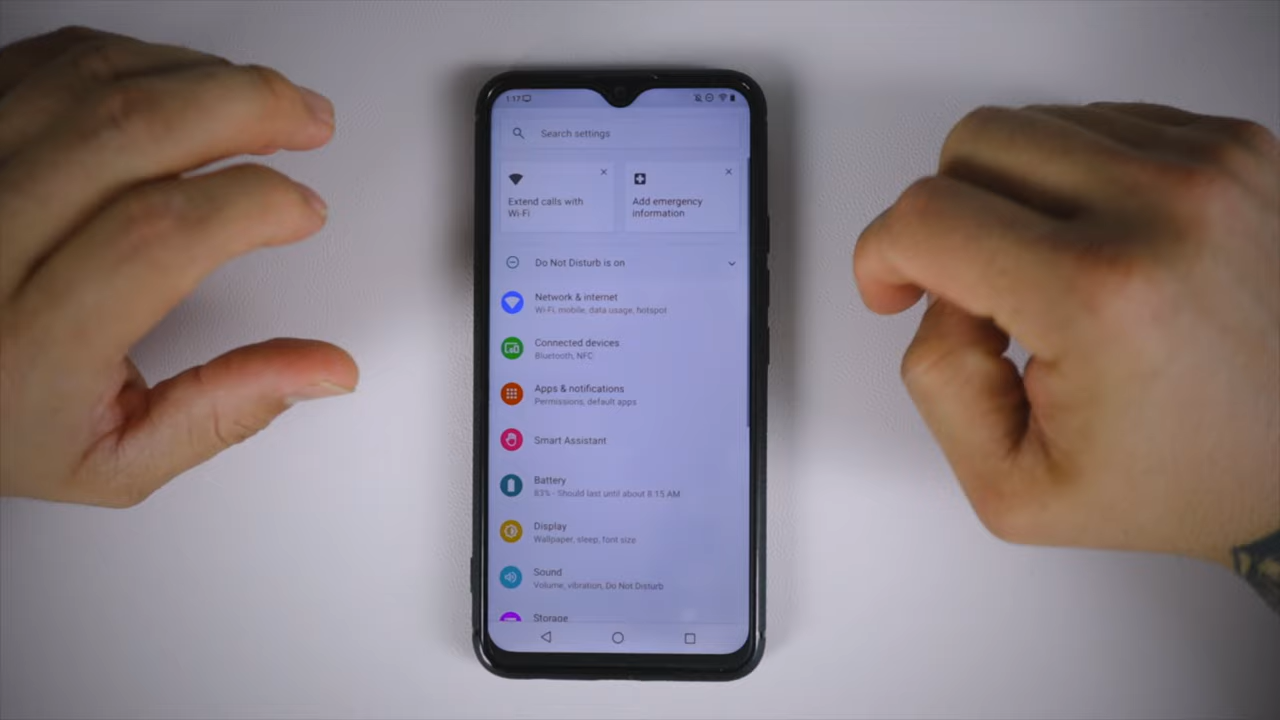 1:17
Search settings
Extend calls with
Wi-Fi
Add emergency
information
Do Not Disturb is on
Network & internet
Wi-Fi, mobile, data usage, hotspot
Connected devices
Bluetooth, NFC
Apps & notifications
Permissions, default apps
Smart Assistant
Battery
83% - Should last until about 8:15 AM
Display
Wallpaper, sleep, font size
Sound
Volume, vibration, Do Not Disturb
Storage